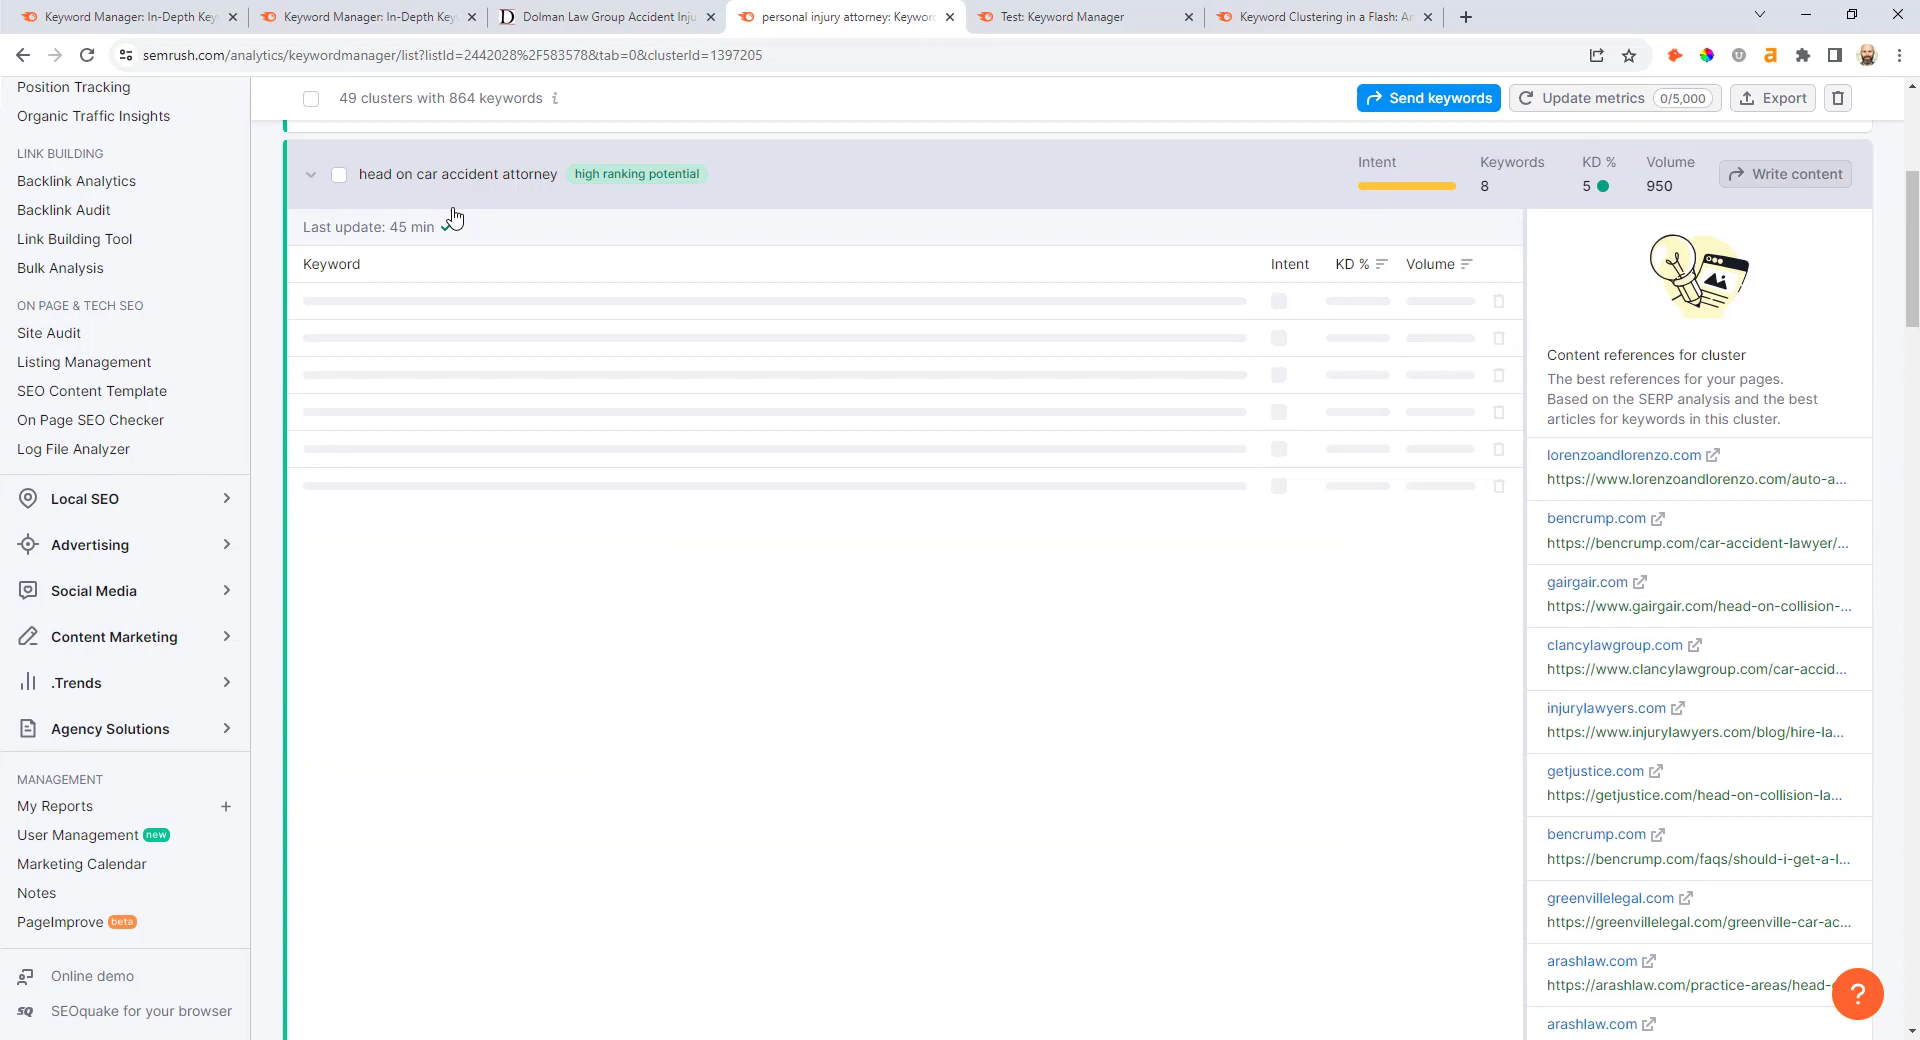 Keyword Manager: In-Depth Key
Keyword Manager: In-Depth Key
Dolman Law Group Accident Inju
personal injury attorney: Keywor
Test: Keyword Manager
Keyword Clustering in a Flash: A
semrush.com/analytics/keywordmanager/list?listId=2442028%2F583578&tab=0&clusterId=1397205
Position Tracking
Organic Traffic Insights
LINK BUILDING
Backlink Analytics
Backlink Audit
Link Building Tool
Bulk Analysis
ON PAGE & TECH SEO
Site Audit
Listing Management
SEO Content Template
On Page SEO Checker
Log File Analyzer
Local SEO
Advertising
Social Media
Content Marketing
.Trends
Agency Solutions
MANAGEMENT
My Reports
User Management new
Marketing Calendar
Notes
PageImprove beta
Online demo
SQ SEOquake for your browser
49 clusters with 864 keywords i
Send keywords
Update metrics 0/5,000
Export
head on car accident attorney high ranking potential
Intent Keywords KD % Volume
8 5 950
Write content
Last update: 45 min
Keyword Intent KD % Volume
Content references for cluster
The best references for your pages.
Based on the SERP analysis and the best
articles for keywords in this cluster.
lorenzoandlorenzo.com
https://www.lorenzoandlorenzo.com/auto-a...
bencrump.com
https://bencrump.com/car-accident-lawyer/...
gairgair.com
https://www.gairgair.com/head-on-collision-...
clancylawgroup.com
https://www.clancylawgroup.com/car-accid...
injurylawyers.com
https://www.injurylawyers.com/blog/hire-la...
getjustice.com
https://getjustice.com/head-on-collision-la...
bencrump.com
https://bencrump.com/faqs/should-i-get-a-l...
greenvillelegal.com
https://greenvillelegal.com/greenville-car-ac...
arashlaw.com
https://arashlaw.com/practice-areas/head-
arashlaw.com
?